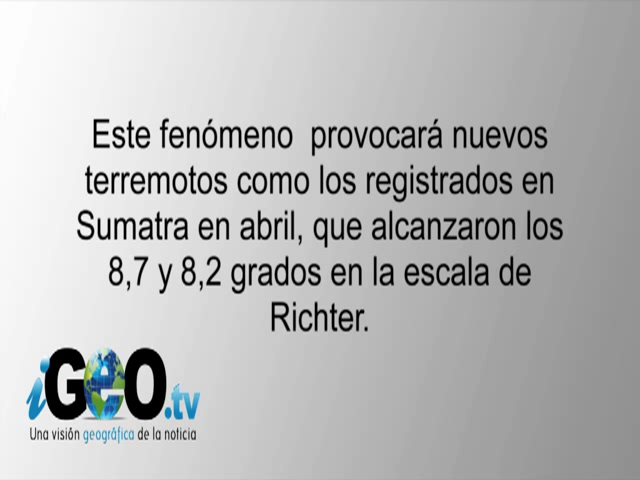 Este fenómeno provocará nuevos
terremotos como los registrados en
Sumatra en abril, que alcanzaron los
8,7 y 8,2 grados en la escala de
Richter.
iGEO.tv
Una visión geográfica de la noticia